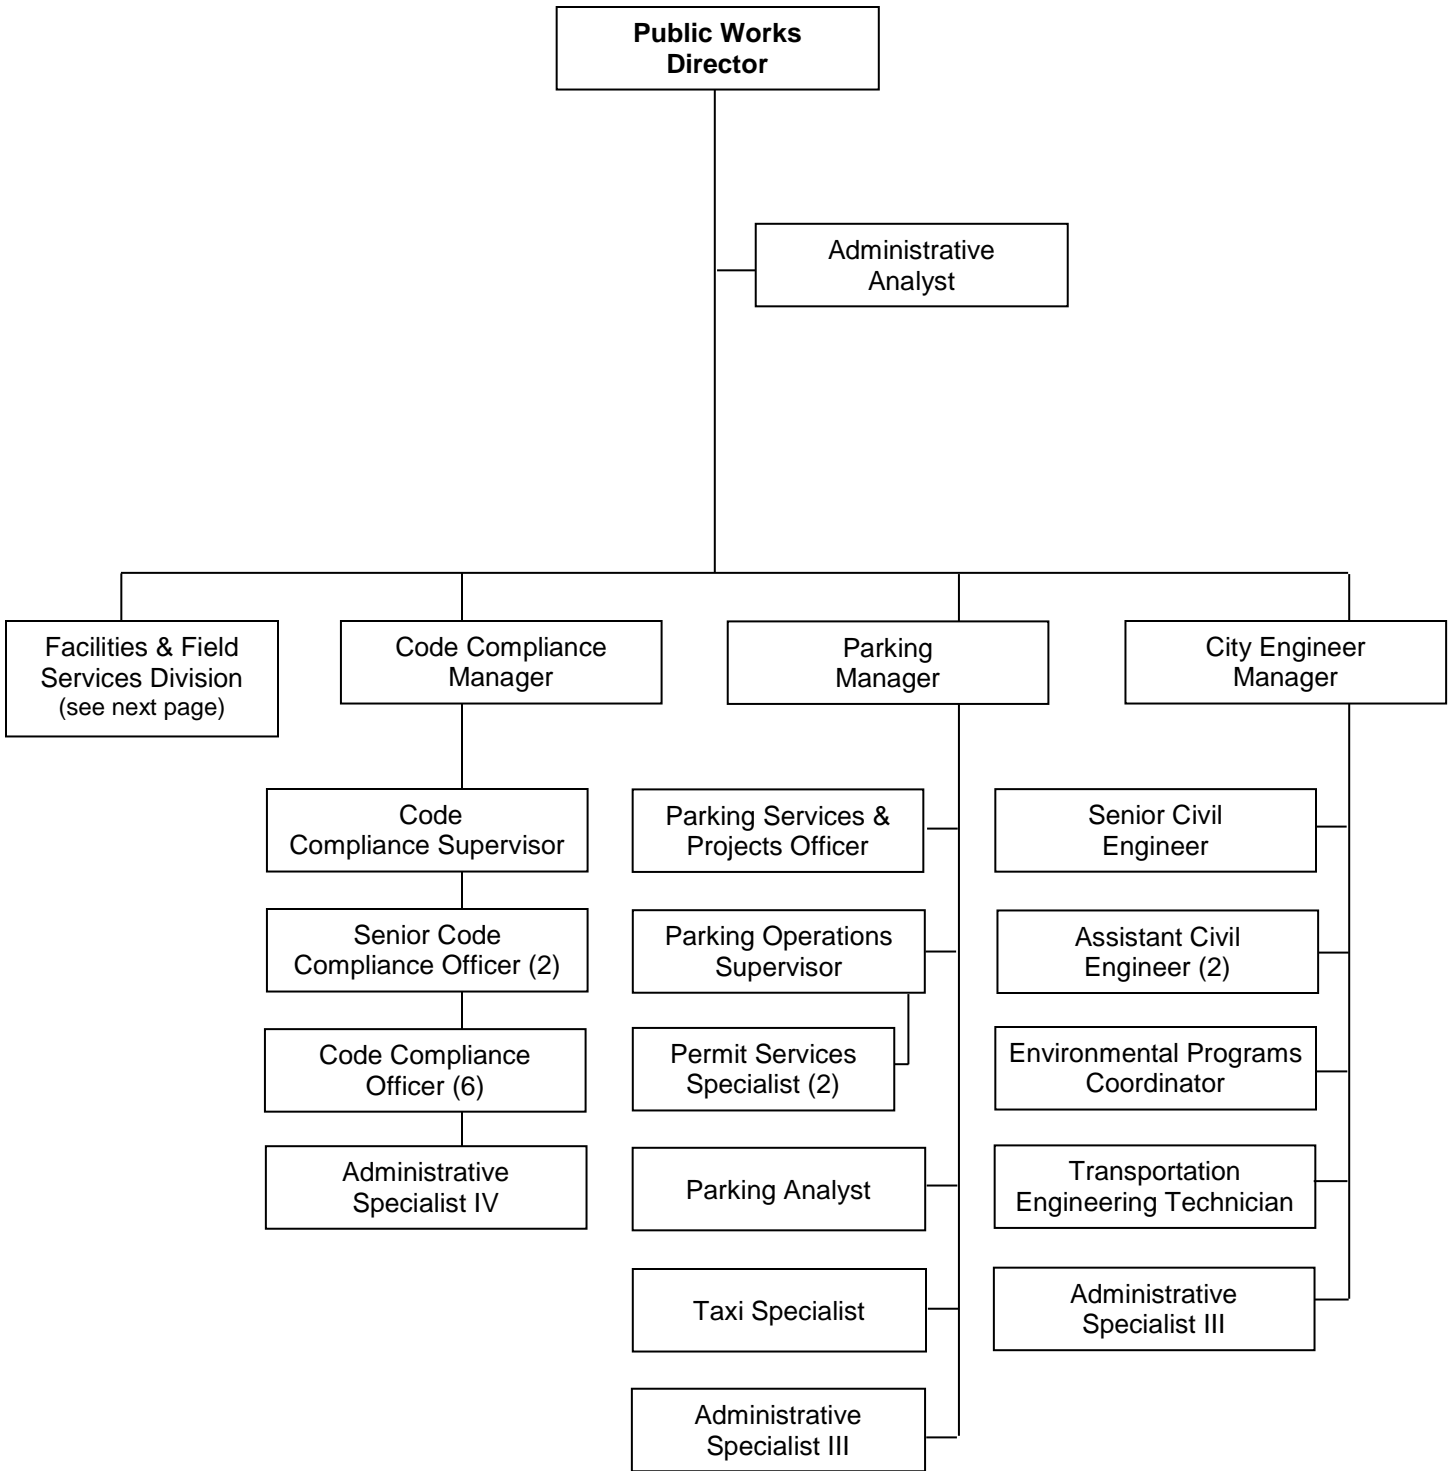 Public Works
Director
Administrative
Analyst
Facilities & Field
Services Division
(see next page)
Code Compliance
Manager
Parking
Manager
City Engineer
Manager
Code
Compliance Supervisor
Senior Code
Compliance Officer (2)
Code Compliance
Officer (6)
Administrative
Specialist IV
Parking Services &
Projects Officer
Parking Operations
Supervisor
Permit Services
Specialist (2)
Parking Analyst
Taxi Specialist
Administrative
Specialist III
Senior Civil
Engineer
Assistant Civil
Engineer (2)
Environmental Programs
Coordinator
Transportation
Engineering Technician
Administrative
Specialist III